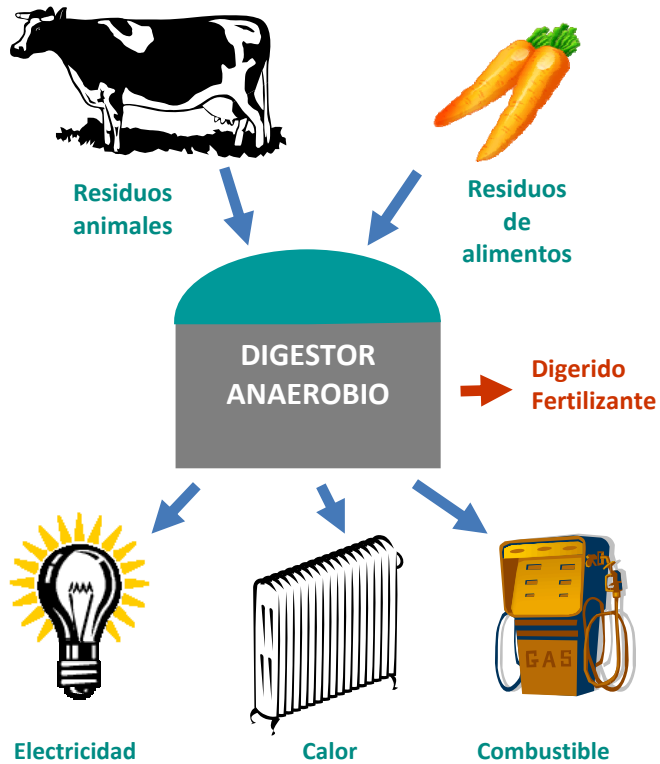 Residuos
animales
Residuos
de
alimentos
DIGESTOR
ANAEROBIO
Digerido
Fertilizante
GAS
Electricidad
Calor
Combustible